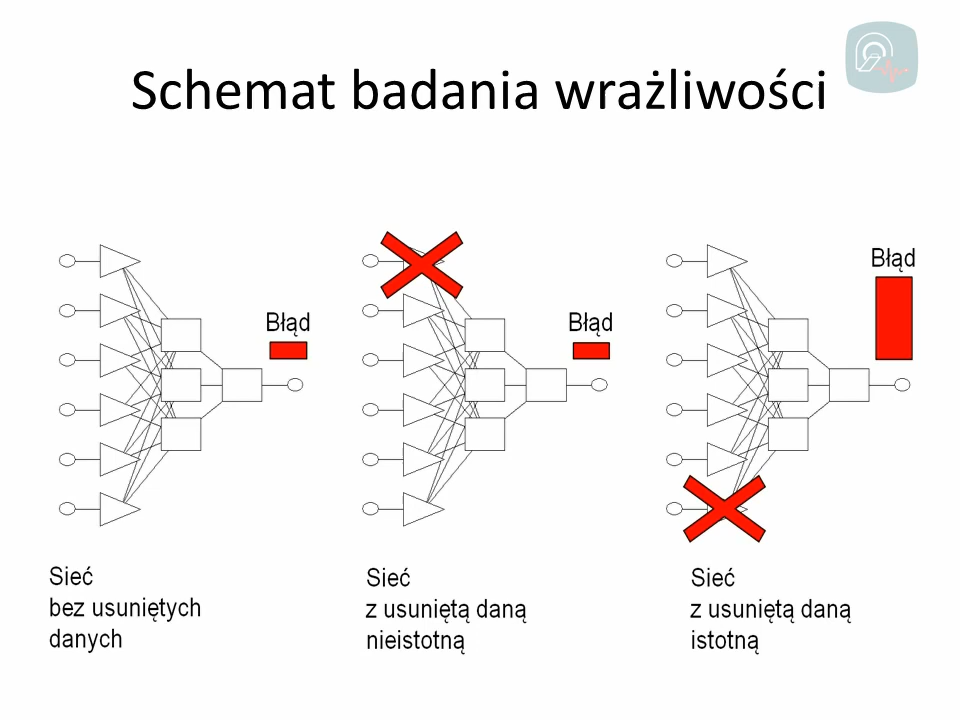 Schemat badania wrażliwości
Błąd
Błąd
Błąd
Sieć
bez usuniętych
danych
Sieć
z usuniętą daną
nieistotną
Sieć
z usuniętą daną
istotną